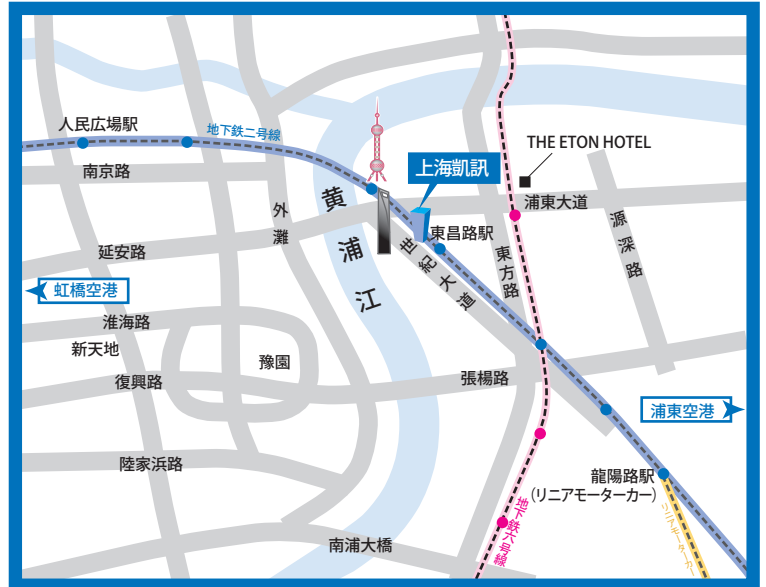 人民広場駅
地下鉄二号線
THE ETON HOTEL
南京路
上海凱訊
浦東大道
黄浦江
外灘
源深路
東昌路駅
世紀大道
東方路
延安路
虹橋空港
淮海路
新天地
豫園
復興路
張楊路
浦東空港
陸家浜路
龍陽路駅
(リニアモーターカー)
地下鉄六号線
リニアモーターカー
南浦大橋